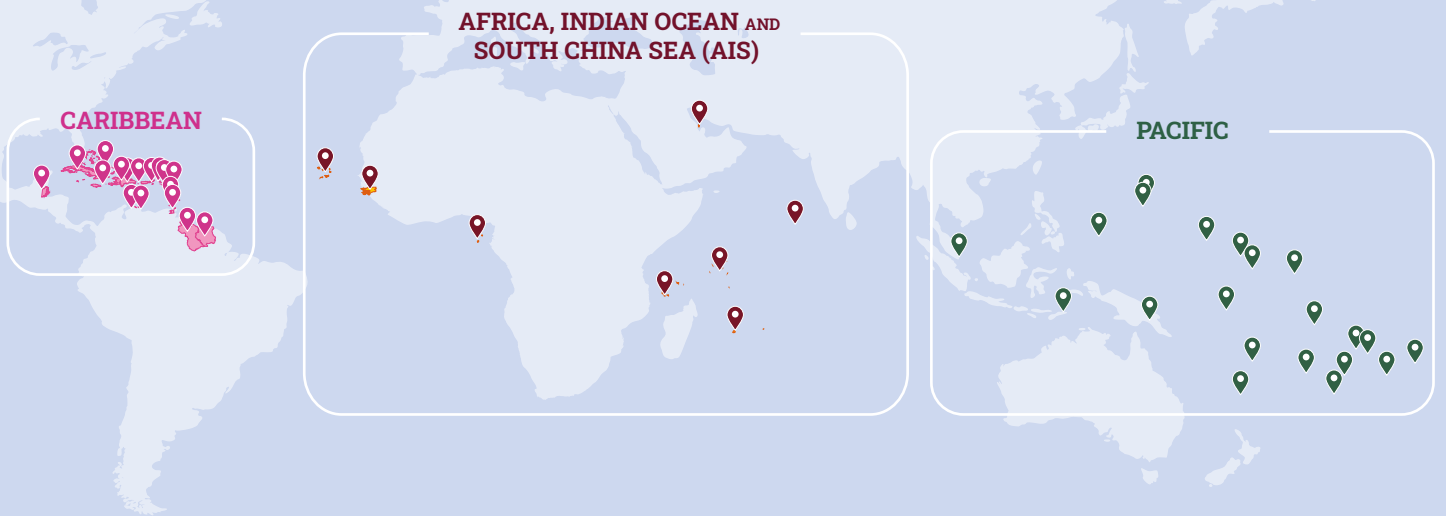 AFRICA, INDIAN OCEAN AND
SOUTH CHINA SEA (AIS)
CARIBBEAN
PACIFIC